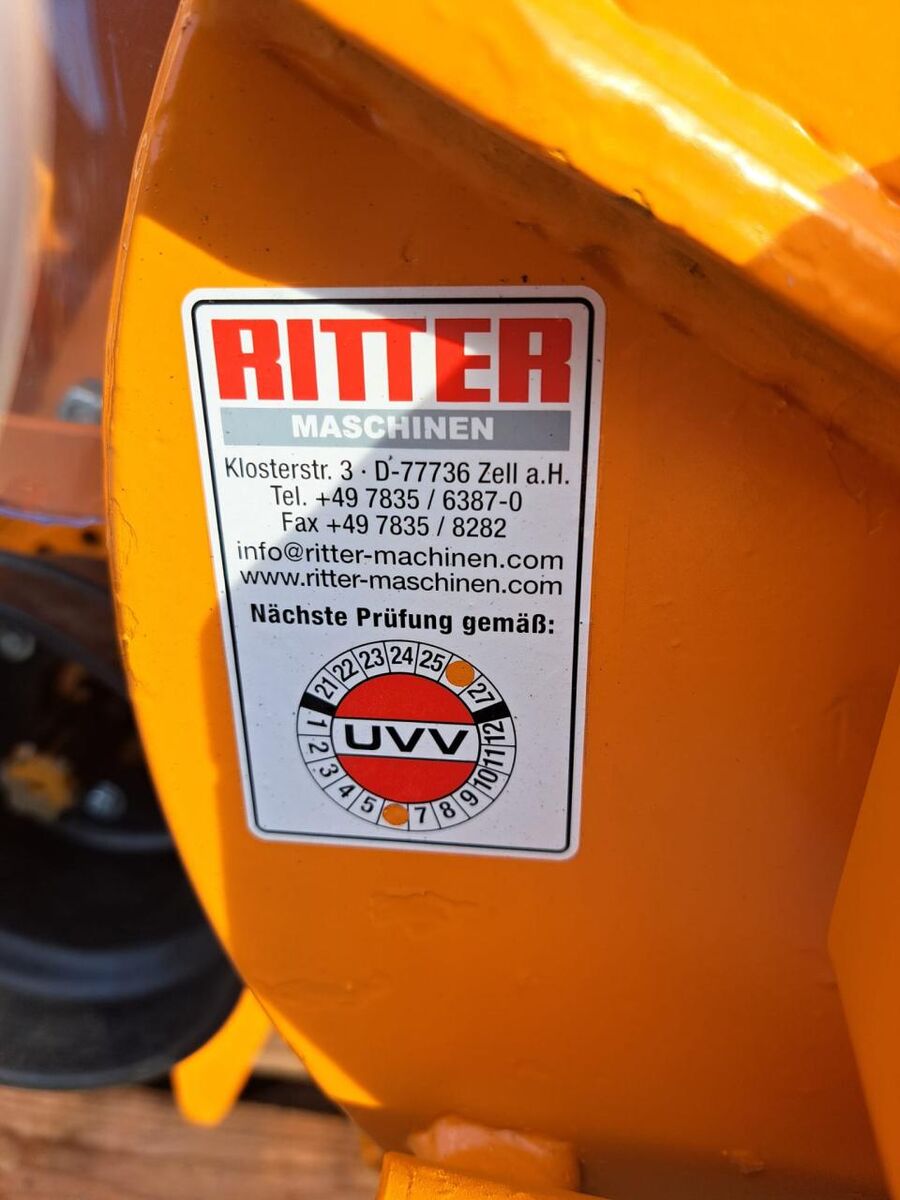 RITTER
MASCHINEN
Klosterstr. 3 · D-77736 Zell a.H.
Tel. +49 7835 / 6387-0
Fax +49 7835 / 8282
info@ritter-machinen.com
www.ritter-maschinen.com
Nächste Prüfung gemäß:
21 22 23 24 25 27
UVV
1 2 3 4 5 7 8 9 10 11 12